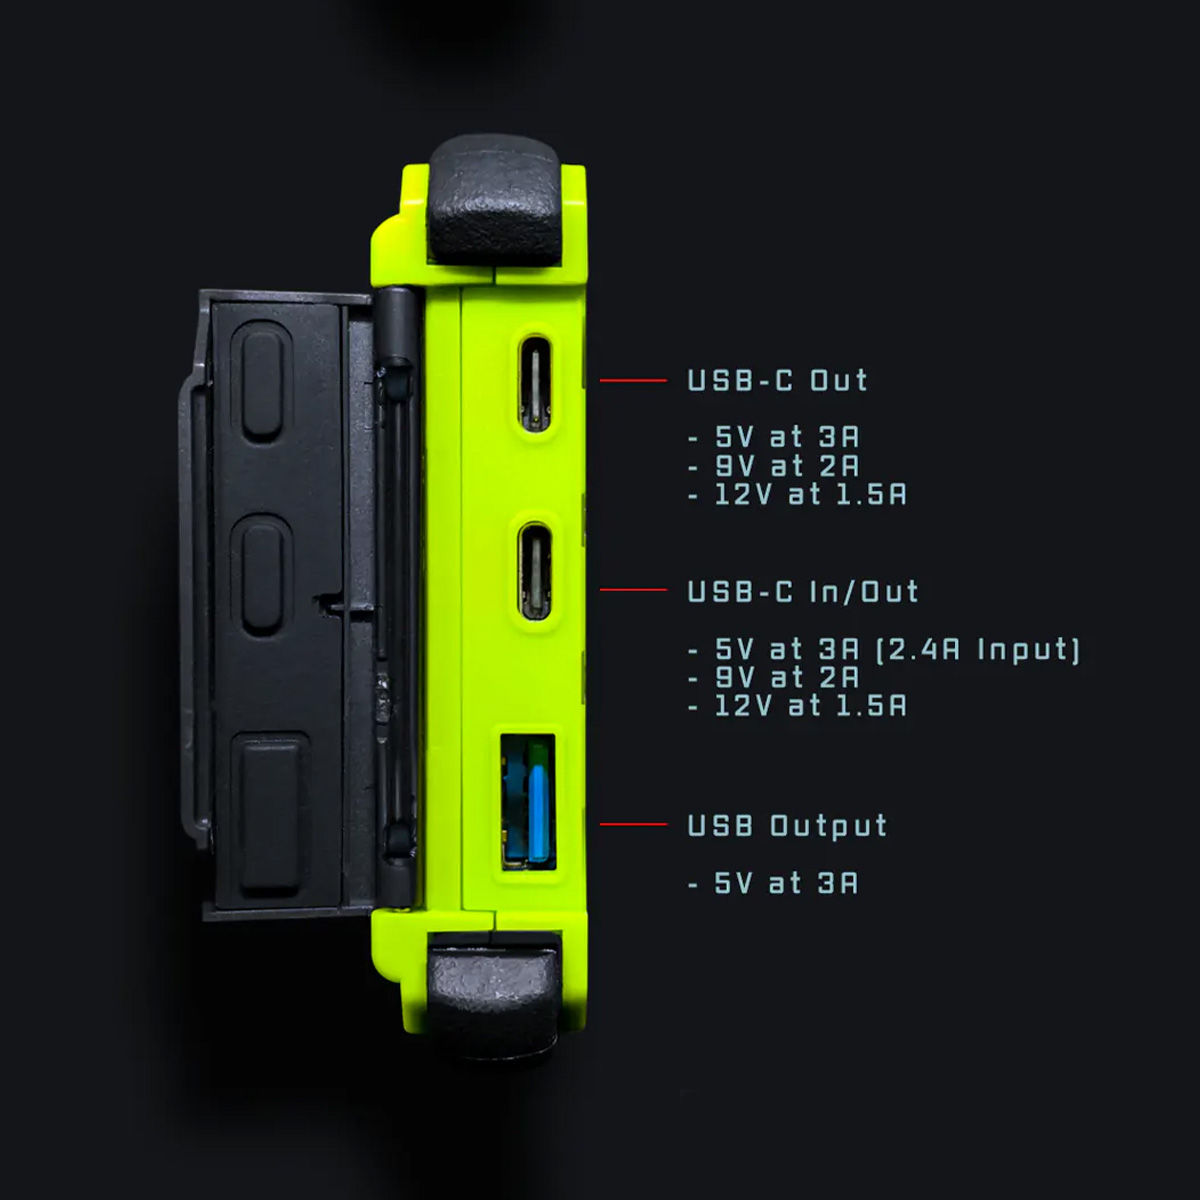 USB-C Out
- 5V at 3A
- 9V at 2A
- 12V at 1.5A
USB-C In/Out
- 5V at 3A (2.4A Input)
- 9V at 2A
- 12V at 1.5A
USB Output
- 5V at 3A